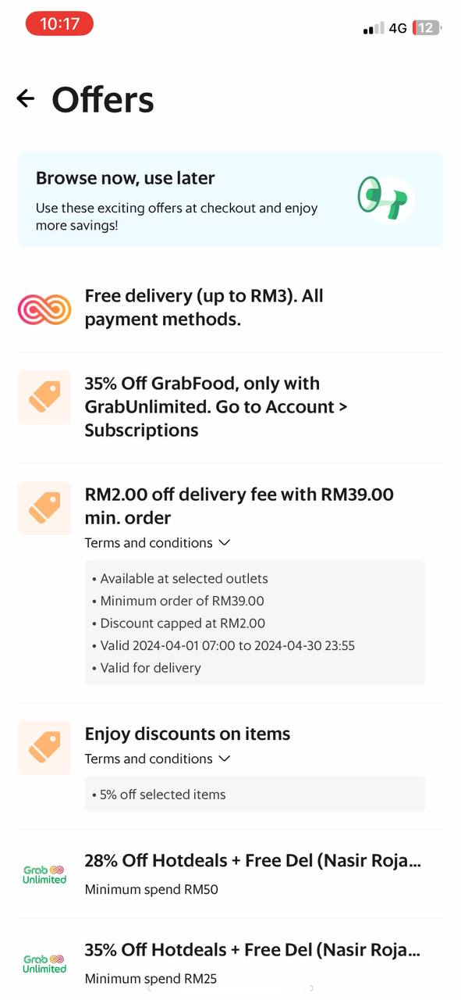 10:17
4G 12
Offers
Browse now, use later
Use these exciting offers at checkout and enjoy
more savings!
Free delivery (up to RM3). All
payment methods.
35% Off GrabFood, only with
GrabUnlimited. Go to Account >
Subscriptions
RM2.00 off delivery fee with RM39.00
min. order
Terms and conditions
• Available at selected outlets
• Minimum order of RM39.00
• Discount capped at RM2.00
• Valid 2024-04-01 07:00 to 2024-04-30 23:55
• Valid for delivery
Enjoy discounts on items
Terms and conditions
• 5% off selected items
Grab
Unlimited
28% Off Hotdeals + Free Del (Nasir Roja...
Minimum spend RM50
Grab
Unlimited
35% Off Hotdeals + Free Del (Nasir Roja...
Minimum spend RM25